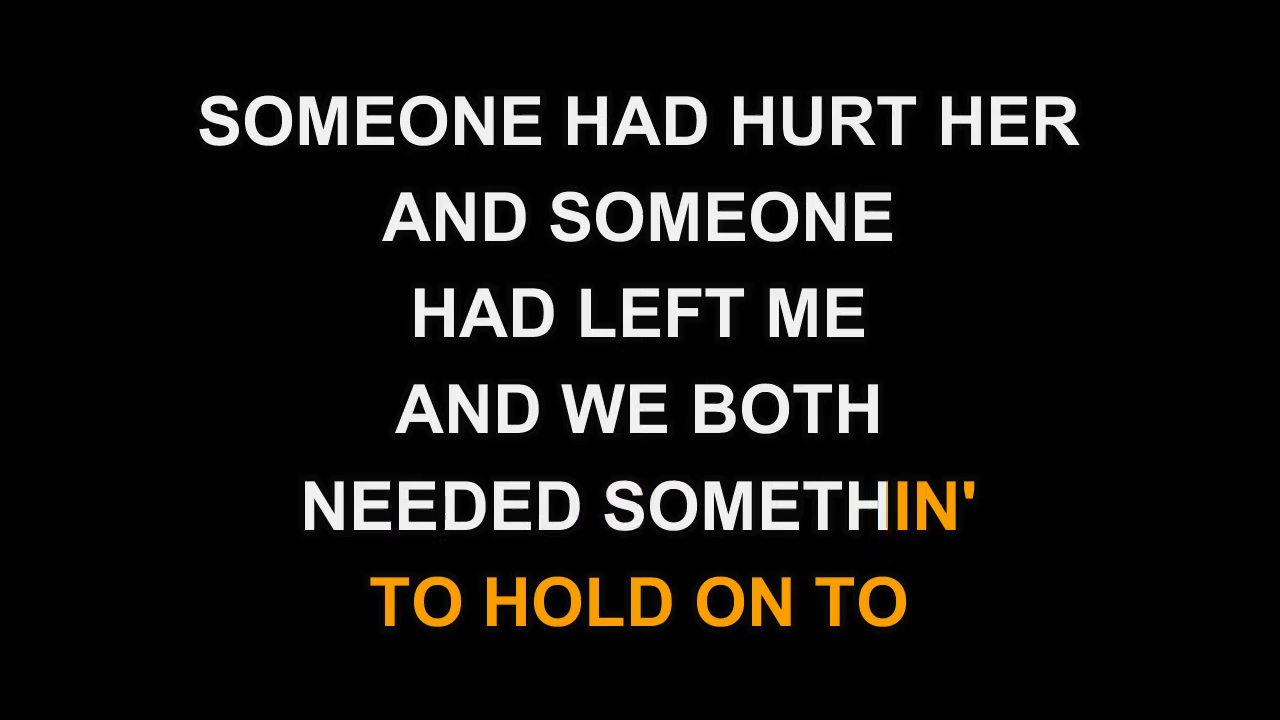 SOMEONE HAD HURT HER
AND SOMEONE
HAD LEFT ME
AND WE BOTH
NEEDED SOMETHIN'
TO HOLD ON TO